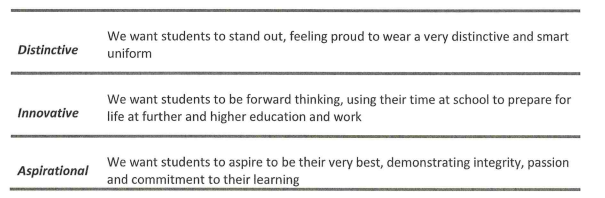 We want students to stand out, feeling proud to wear a very distinctive and smart
Distinctive
uniform
We want students to be forward thinking, using their time at school to prepare for
Innovative
life at further and higher education and work
We want students to aspire to be their very best, demonstrating integrity, passion
Aspirational
and commitment to their learning